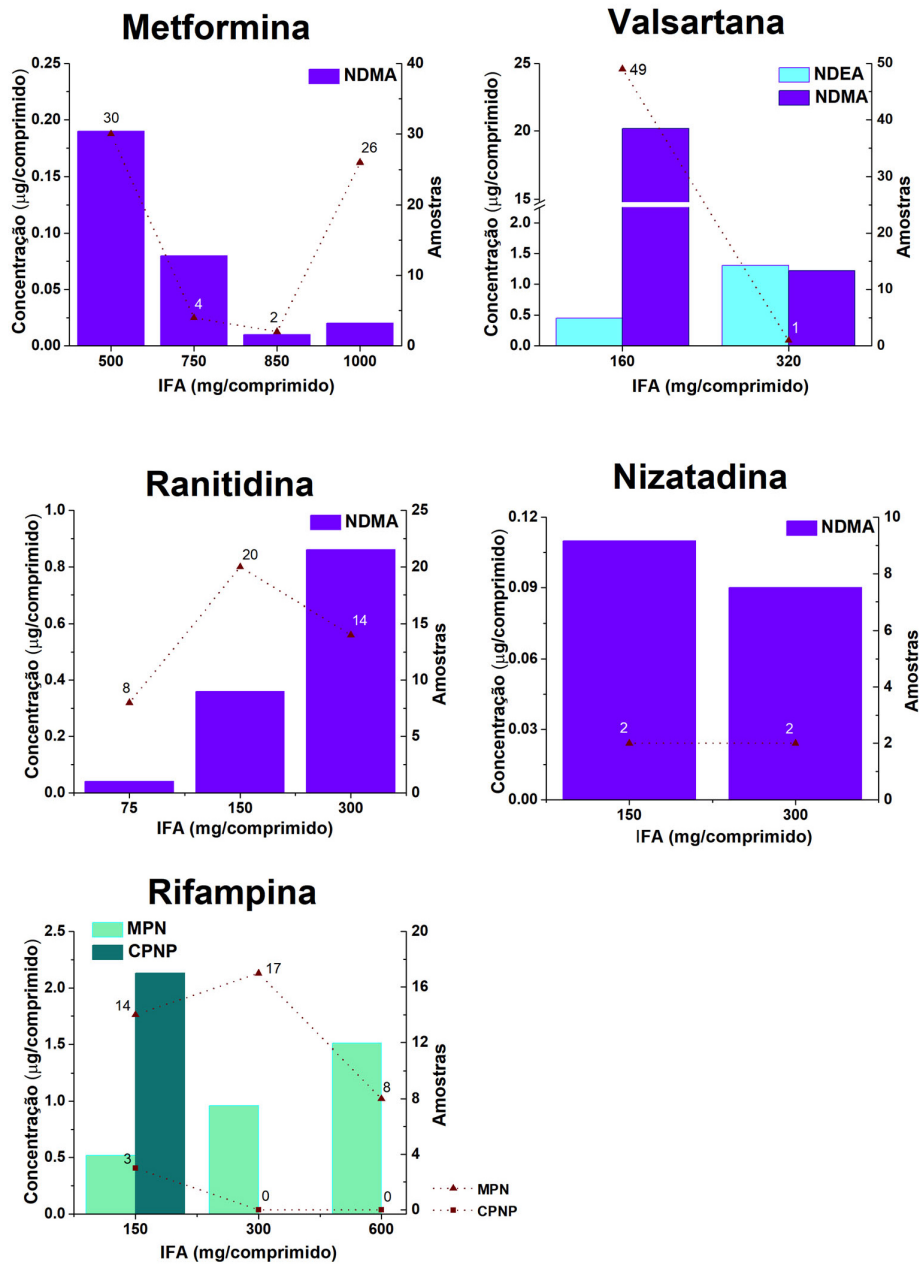 Metformina
NDMA
Concentração (μg/comprimido)
0.25
0.20
0.15
0.10
0.05
0.00
30
4
2
26
40
30
20
10
0
Amostras
500 750 850 1000
IFA (mg/comprimido)
Valsartana
NDEA
NDMA
Concentração (μg/comprimido)
25
20
15
2.0
1.5
1.0
0.5
0.0
49
1
50
40
30
20
10
0
Amostras
160 320
IFA (mg/comprimido)
Ranitidina
NDMA
Concentração (μg/comprimido)
1.0
0.8
0.6
0.4
0.2
0.0
8
20
14
25
20
15
10
5
0
Amostras
75 150 300
IFA (mg/comprimido)
Nizatadina
NDMA
Concentração (μg/comprimido)
0.12
0.09
0.06
0.03
0.00
2
2
10
8
6
4
2
0
Amostras
150 300
IFA (mg/comprimido)
Rifampina
MPN
CPNP
Concentração (μg/comprimido)
2.5
2.0
1.5
1.0
0.5
0.0
14
17
8
3
0
0
20
16
12
8
4
0
Amostras
150 300 600
IFA (mg/comprimido)
MPN
CPNP